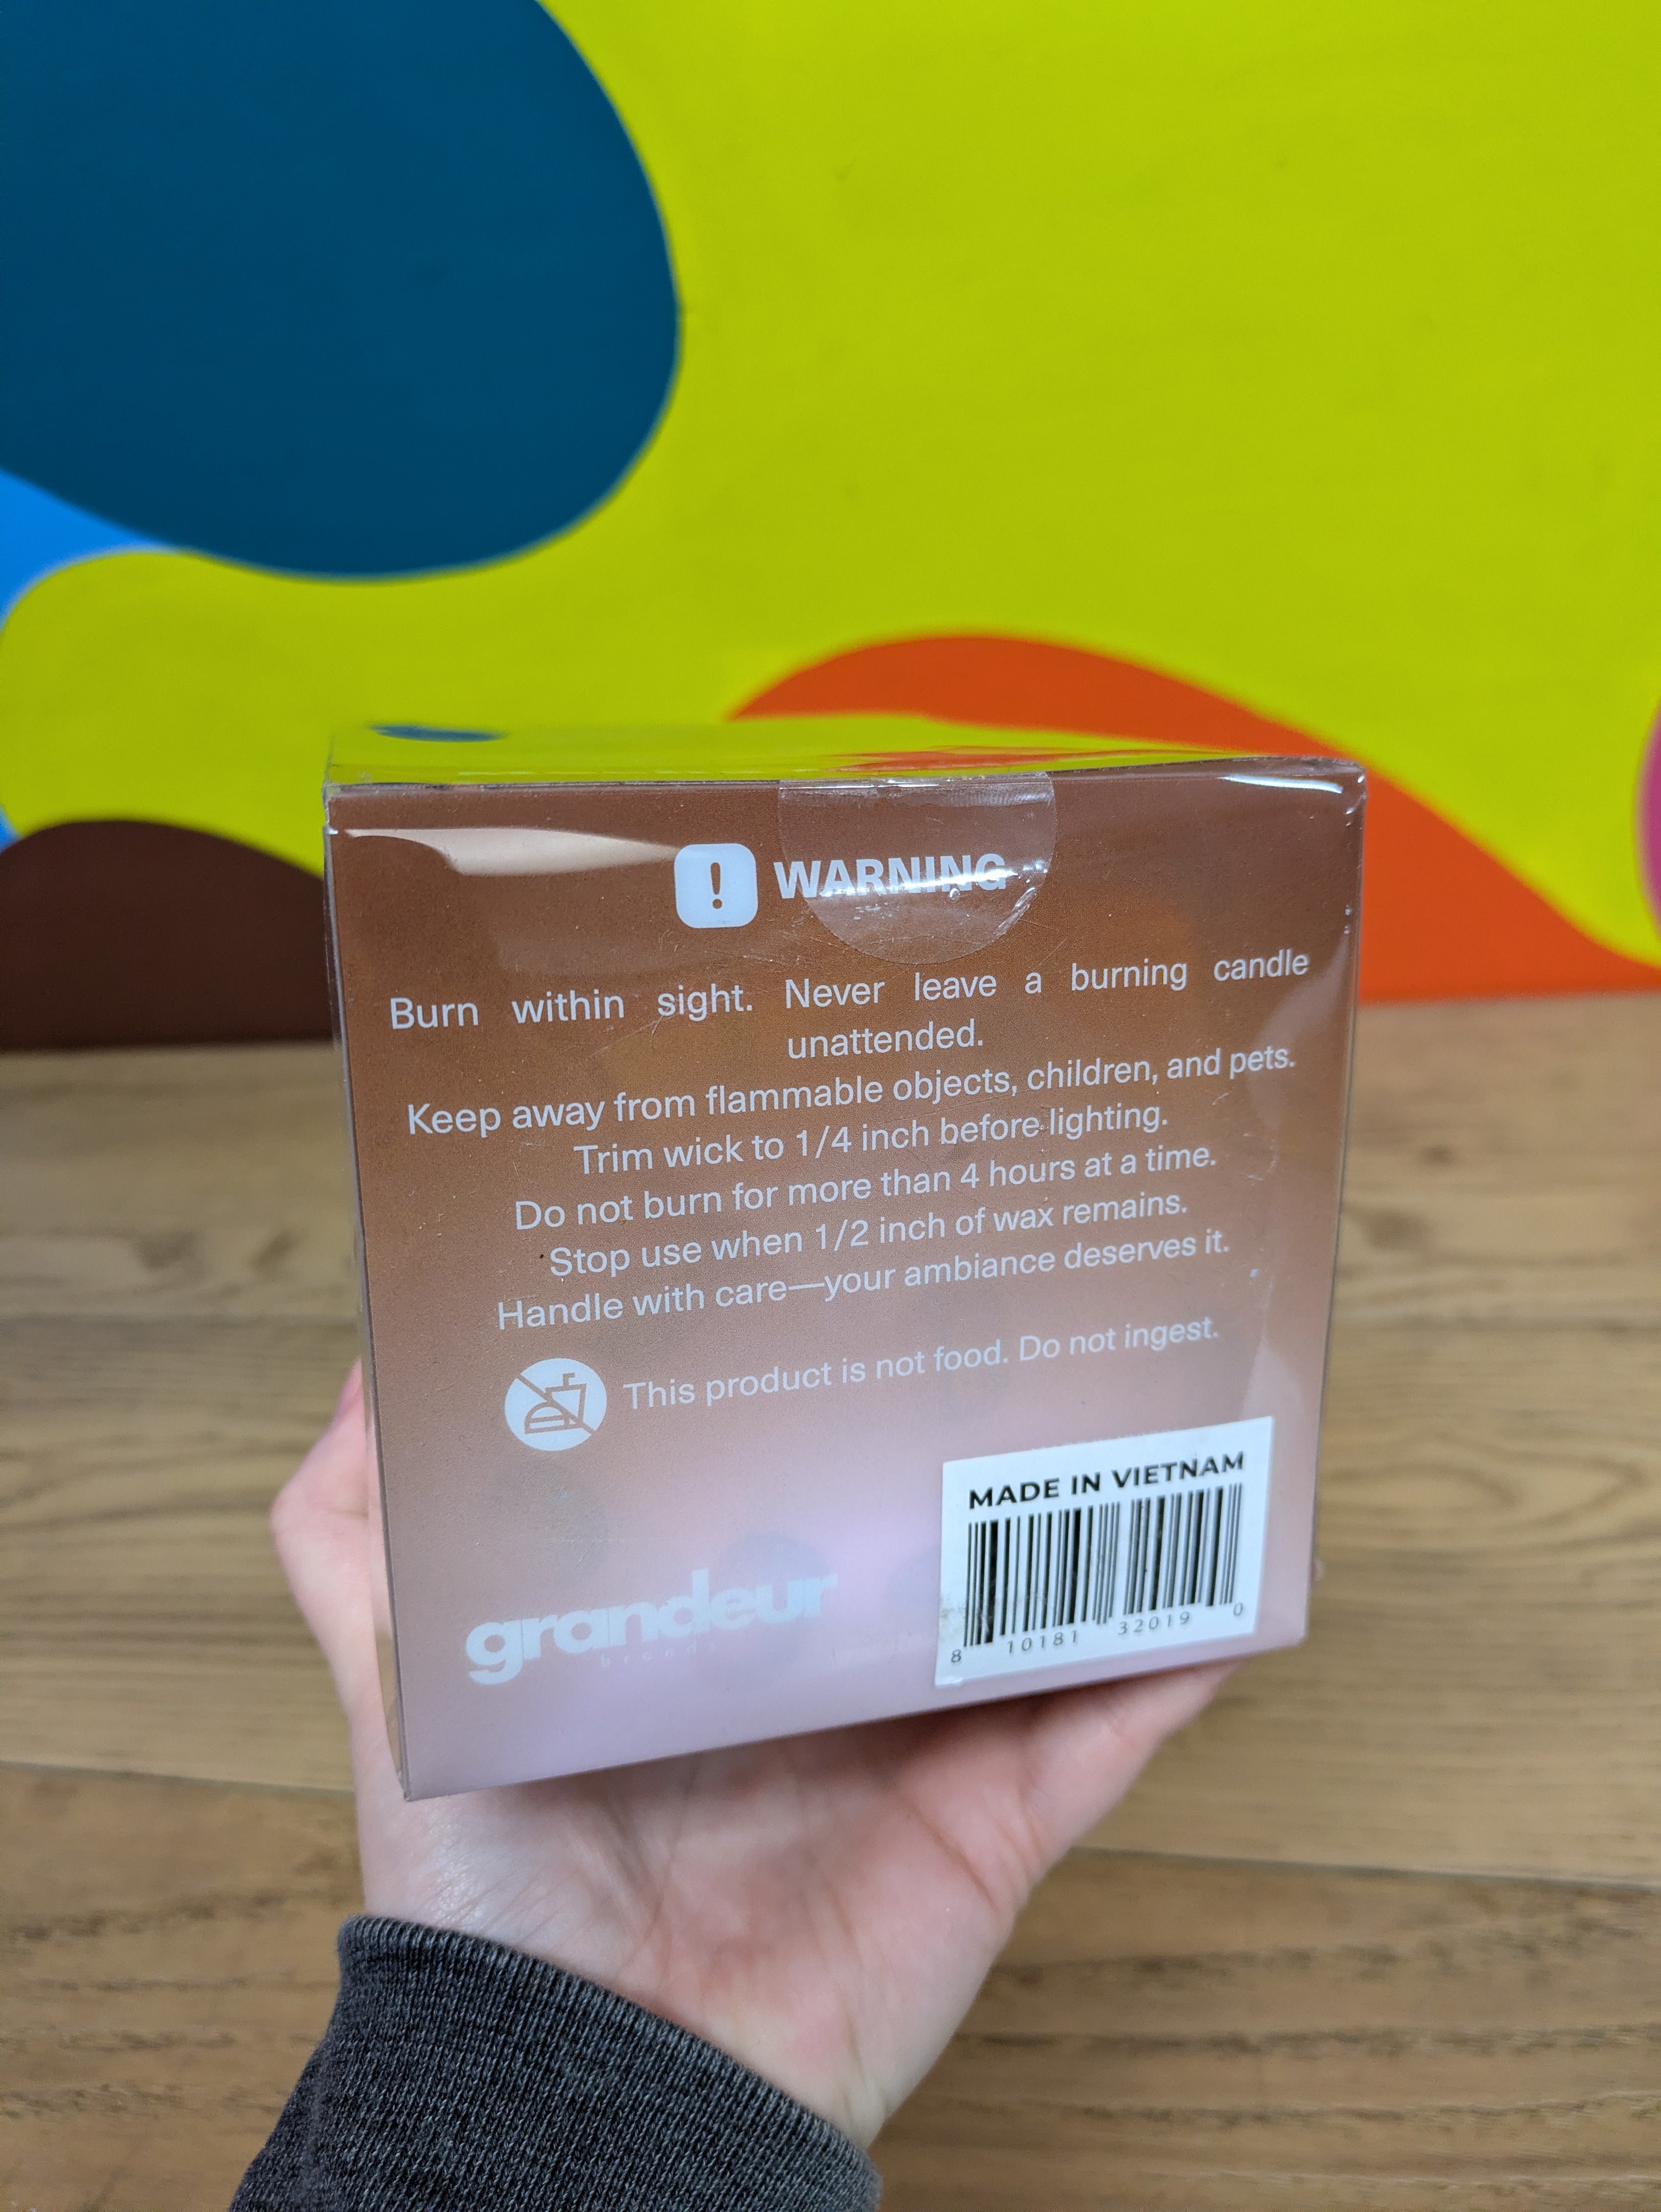 ! WARNING
Burn within sight. Never leave a burning candle
unattended.
Keep away from flammable objects, children, and pets.
Trim wick to 1/4 inch before lighting.
Do not burn for more than 4 hours at a time.
Stop use when 1/2 inch of wax remains.
Handle with care—your ambiance deserves it.
This product is not food. Do not ingest.
MADE IN VIETNAM
8 10181 32019 0
grandeur
brands